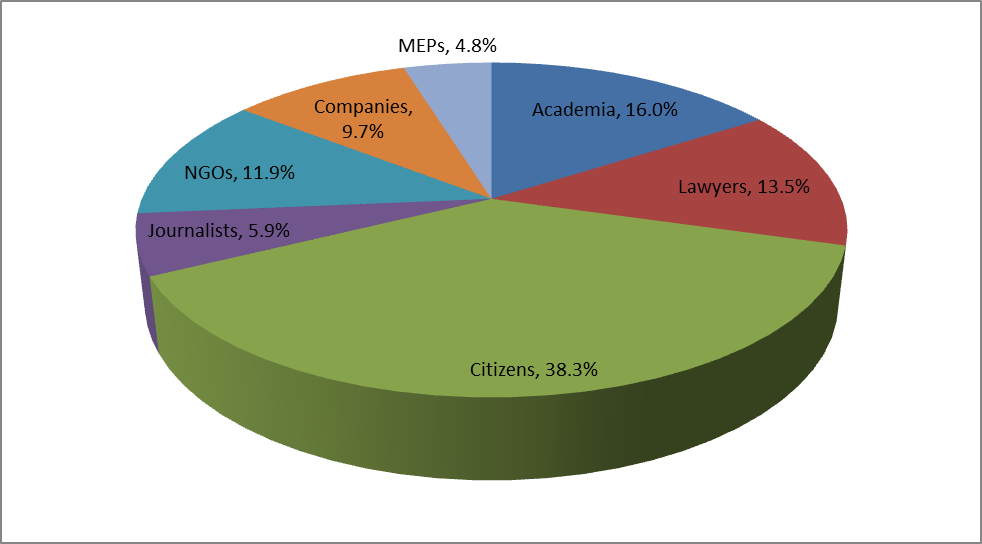 MEPs, 4.8%
Academia, 16.0%
Companies,
9.7%
NGOs, 11.9%
Lawyers, 13.5%
Journalists, 5.9%
Citizens, 38.3%